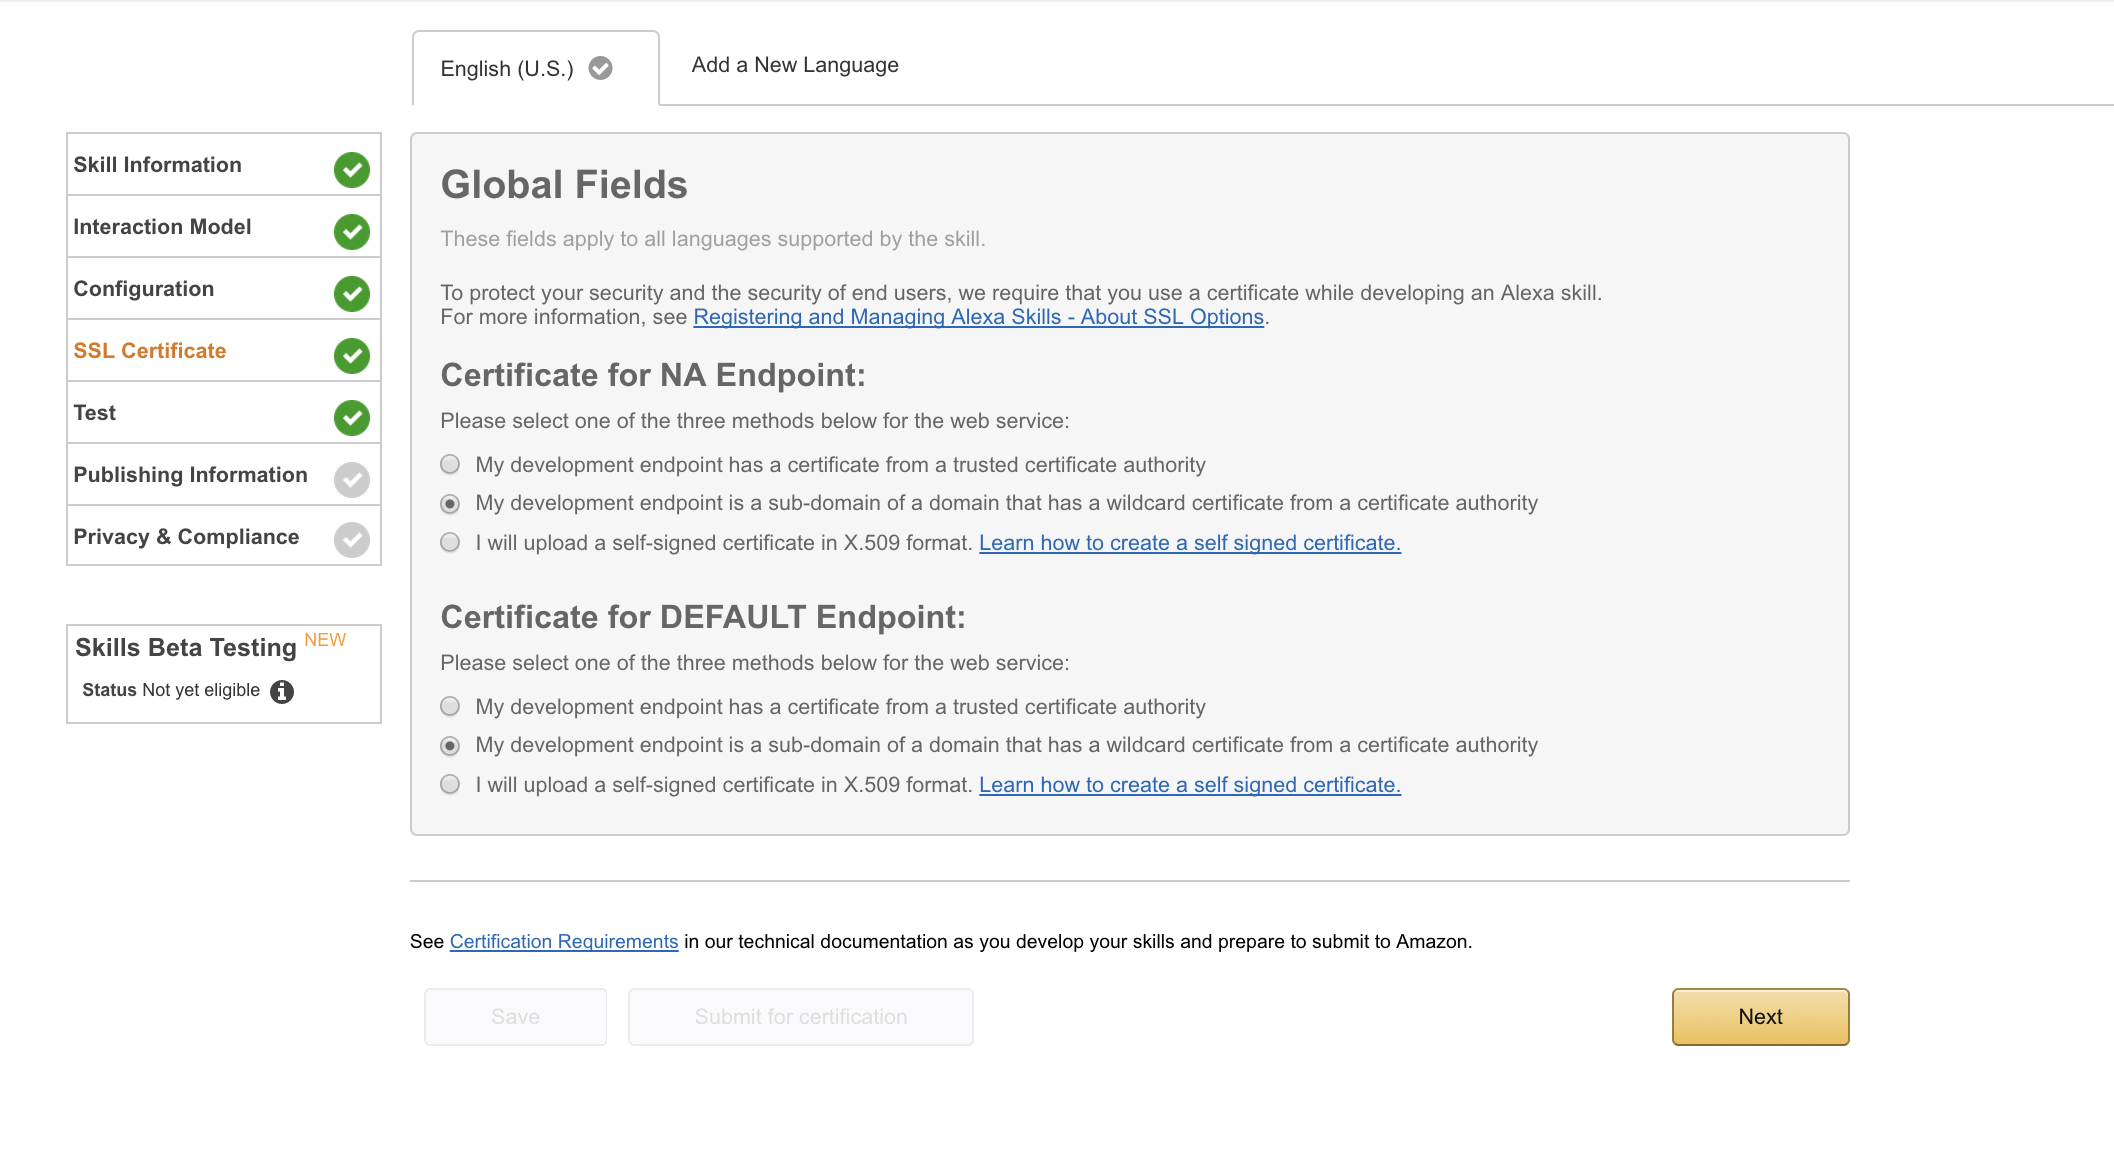 English (U.S.)
Add a New Language
Skill Information
Interaction Model
Configuration
SSL Certificate
Test
Publishing Information
Privacy & Compliance
Skills Beta Testing NEW
Status Not yet eligible
Global Fields
These fields apply to all languages supported by the skill.
To protect your security and the security of end users, we require that you use a certificate while developing an Alexa skill.
For more information, see Registering and Managing Alexa Skills - About SSL Options.
Certificate for NA Endpoint:
Please select one of the three methods below for the web service:
My development endpoint has a certificate from a trusted certificate authority
My development endpoint is a sub-domain of a domain that has a wildcard certificate from a certificate authority
I will upload a self-signed certificate in X.509 format. Learn how to create a self signed certificate.
Certificate for DEFAULT Endpoint:
Please select one of the three methods below for the web service:
My development endpoint has a certificate from a trusted certificate authority
My development endpoint is a sub-domain of a domain that has a wildcard certificate from a certificate authority
I will upload a self-signed certificate in X.509 format. Learn how to create a self signed certificate.
See Certification Requirements in our technical documentation as you develop your skills and prepare to submit to Amazon.
Save
Submit for certification
Next